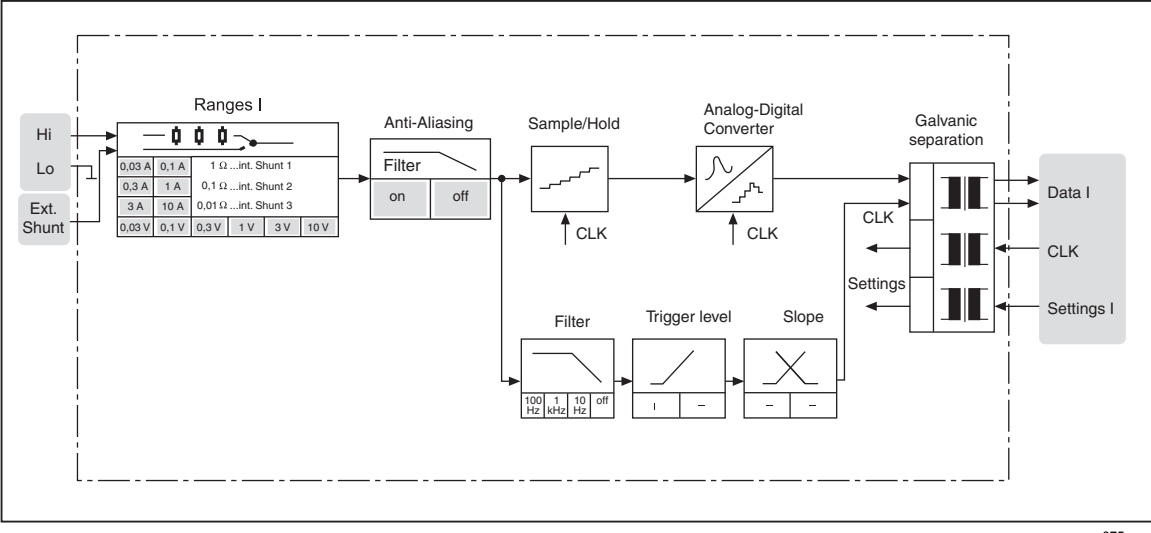 Ranges I
Hi
Lo
Ext.
Shunt
0,03 A 0,1 A 1 Ω ...int. Shunt 1
0,3 A 1 A 0,1 Ω ...int. Shunt 2
3 A 10 A 0,01 Ω ...int. Shunt 3
0,03 V 0,1 V 0,3 V 1 V 3 V 10 V
Anti-Aliasing
Filter
on off
Sample/Hold
CLK
Analog-Digital
Converter
CLK
Galvanic
separation
CLK
Settings
Data I
CLK
Settings I
Filter
100
Hz
1
kHz
10
Hz
off
Trigger level
I –
Slope
– –